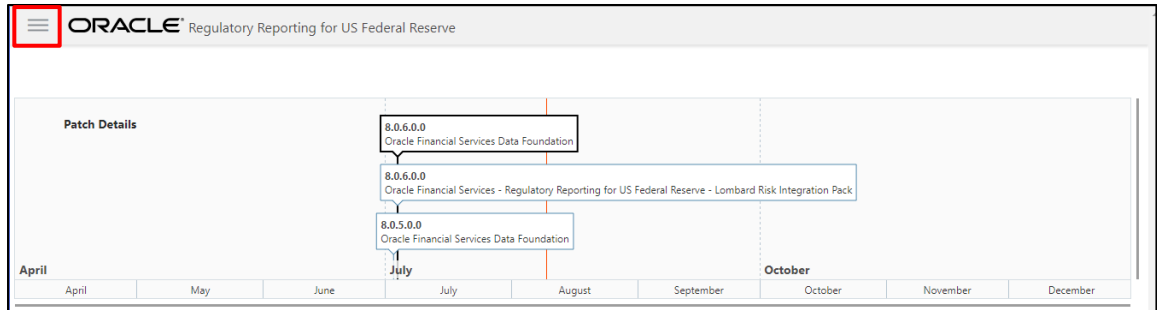 ORACLE® Regulatory Reporting for US Federal Reserve
Patch Details
8.0.6.0.0
Oracle Financial Services Data Foundation
8.0.6.0.0
Oracle Financial Services - Regulatory Reporting for US Federal Reserve - Lombard Risk Integration Pack
8.0.5.0.0
Oracle Financial Services Data Foundation
April July October
April May June July August September October November December